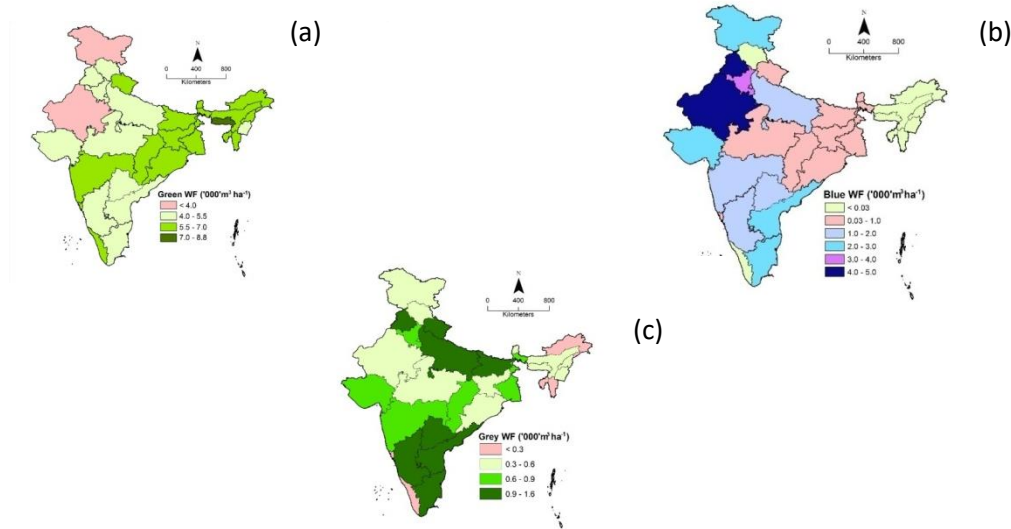 (a)
N
0 400 800
Kilometers
Green WF ('000'm³ ha⁻¹)
< 4.0
4.0 - 5.5
5.5 - 7.0
7.0 - 8.8
(b)
N
0 400 800
Kilometers
Blue WF ('000'm³ha⁻¹)
< 0.03
0.03 - 1.0
1.0 - 2.0
2.0 - 3.0
3.0 - 4.0
4.0 - 5.0
(c)
N
0 400 800
Kilometers
Grey WF ('000'm³ ha⁻¹)
< 0.3
0.3 - 0.6
0.6 - 0.9
0.9 - 1.6